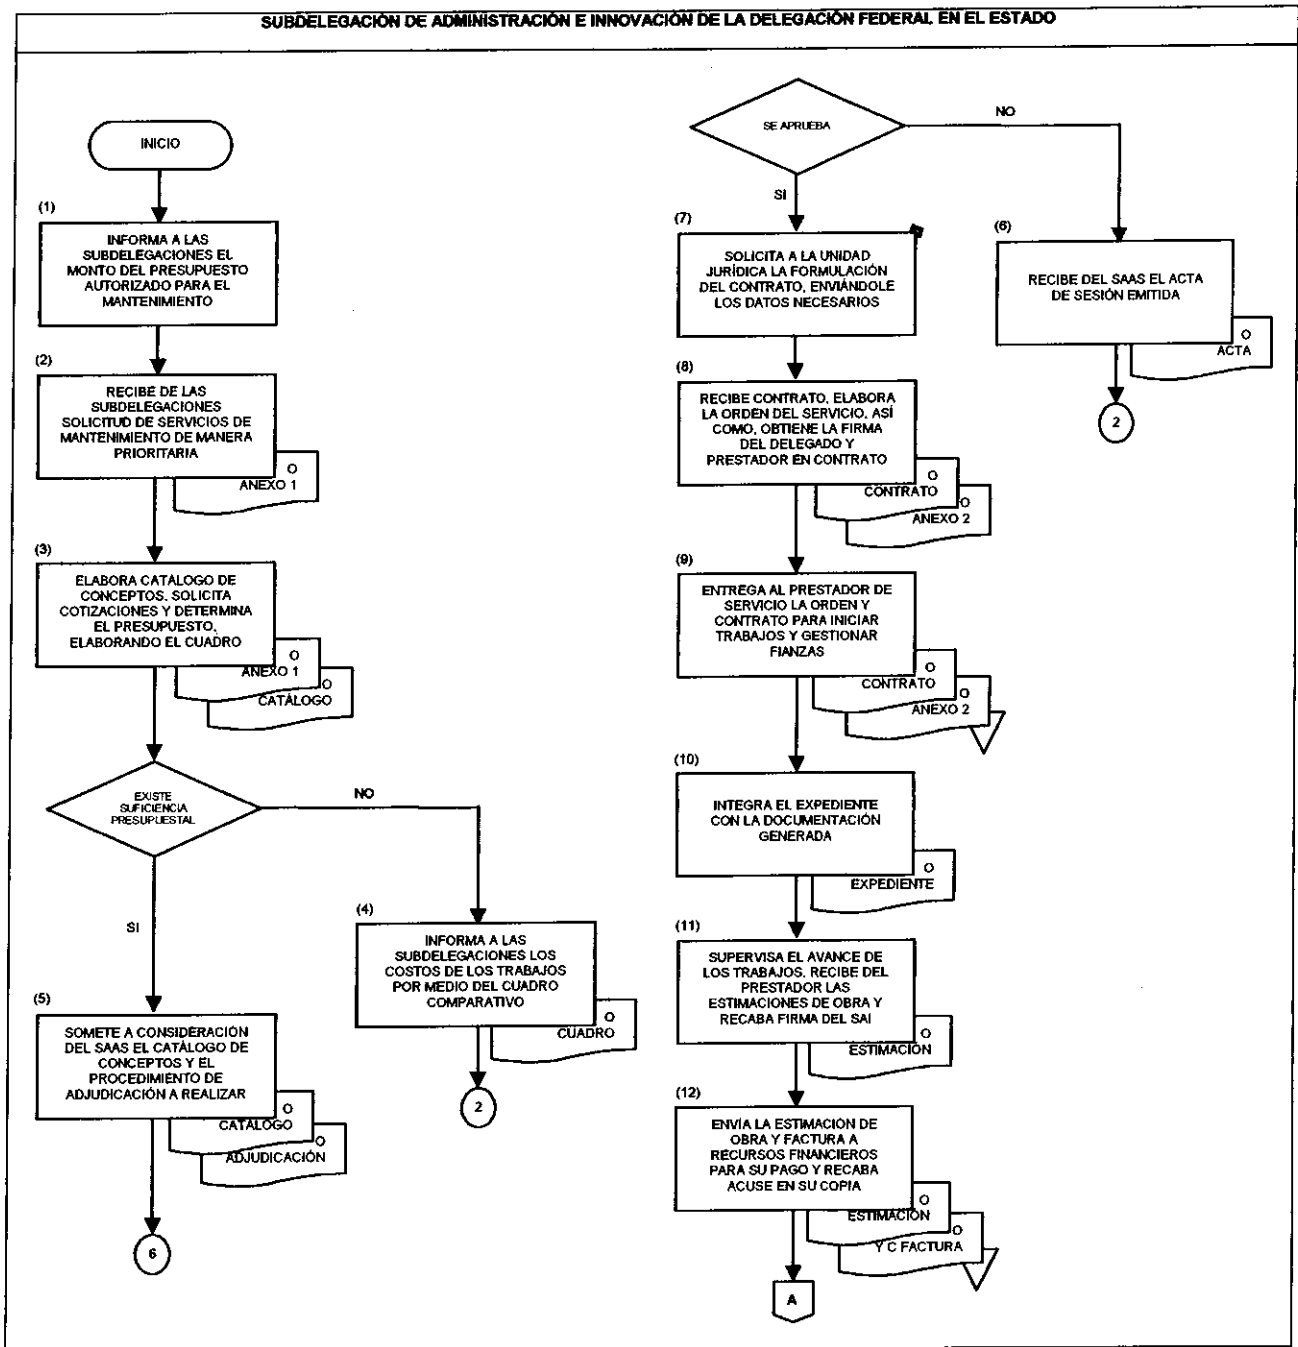 SUBDELEGACIÓN DE ADMINISTRACIÓN E INNOVACIÓN DE LA DELEGACIÓN FEDERAL EN EL ESTADO
INICIO
(1)
INFORMA A LAS
SUBDELEGACIONES EL
MONTO DEL PRESUPUESTO
AUTORIZADO PARA EL
MANTENIMIENTO
(2)
RECIBE DE LAS
SUBDELEGACIONES
SOLICITUD DE SERVICIOS DE
MANTENIMIENTO DE MANERA
PRIORITARIA
O
ANEXO 1
(3)
ELABORA CATÁLOGO DE
CONCEPTOS, SOLICITA
COTIZACIONES Y DETERMINA
EL PRESUPUESTO,
ELABORANDO EL CUADRO
O
ANEXO 1
O
CATÁLOGO
EXISTE
SUFICIENCIA
PRESUPUESTAL
NO
SI
(4)
INFORMA A LAS
SUBDELEGACIONES LOS
COSTOS DE LOS TRABAJOS
POR MEDIO DEL CUADRO
COMPARATIVO
O
CUADRO
2
(5)
SOMETE A CONSIDERACIÓN
DEL SAAS EL CATÁLOGO DE
CONCEPTOS Y EL
PROCEDIMIENTO DE
ADJUDICACIÓN A REALIZAR
O
CATÁLOGO
O
ADJUDICACIÓN
6
SE APRUEBA
NO
SI
(6)
RECIBE DEL SAAS EL ACTA
DE SESIÓN EMITIDA
O
ACTA
2
(7)
SOLICITA A LA UNIDAD
JURÍDICA LA FORMULACIÓN
DEL CONTRATO, ENVIÁNDOLE
LOS DATOS NECESARIOS
(8)
RECIBE CONTRATO, ELABORA
LA ORDEN DEL SERVICIO, ASÍ
COMO, OBTIENE LA FIRMA
DEL DELEGADO Y
PRESTADOR EN CONTRATO
O
CONTRATO
O
ANEXO 2
(9)
ENTREGA AL PRESTADOR DE
SERVICIO LA ORDEN Y
CONTRATO PARA INICIAR
TRABAJOS Y GESTIONAR
FIANZAS
O
CONTRATO
O
ANEXO 2
(10)
INTEGRA EL EXPEDIENTE
CON LA DOCUMENTACIÓN
GENERADA
O
EXPEDIENTE
(11)
SUPERVISA EL AVANCE DE
LOS TRABAJOS, RECIBE DEL
PRESTADOR LAS
ESTIMACIONES DE OBRA Y
RECABA FIRMA DEL SAI
O
ESTIMACIÓN
(12)
ENVÍA LA ESTIMACIÓN DE
OBRA Y FACTURA A
RECURSOS FINANCIEROS
PARA SU PAGO Y RECABA
ACUSE EN SU COPIA
O
ESTIMACIÓN
O
Y C FACTURA
A